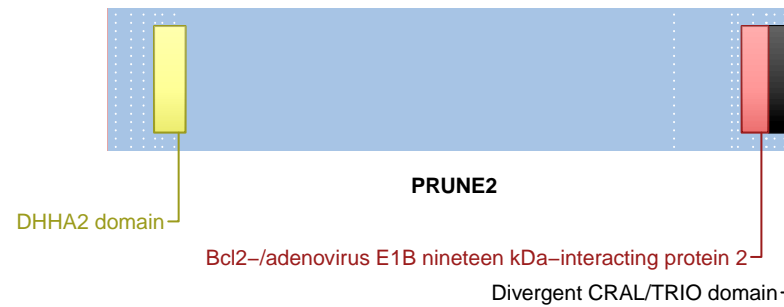 PRUNE2
DHHA2 domain
Bcl2−/adenovirus E1B nineteen kDa−interacting protein 2
Divergent CRAL/TRIO domain